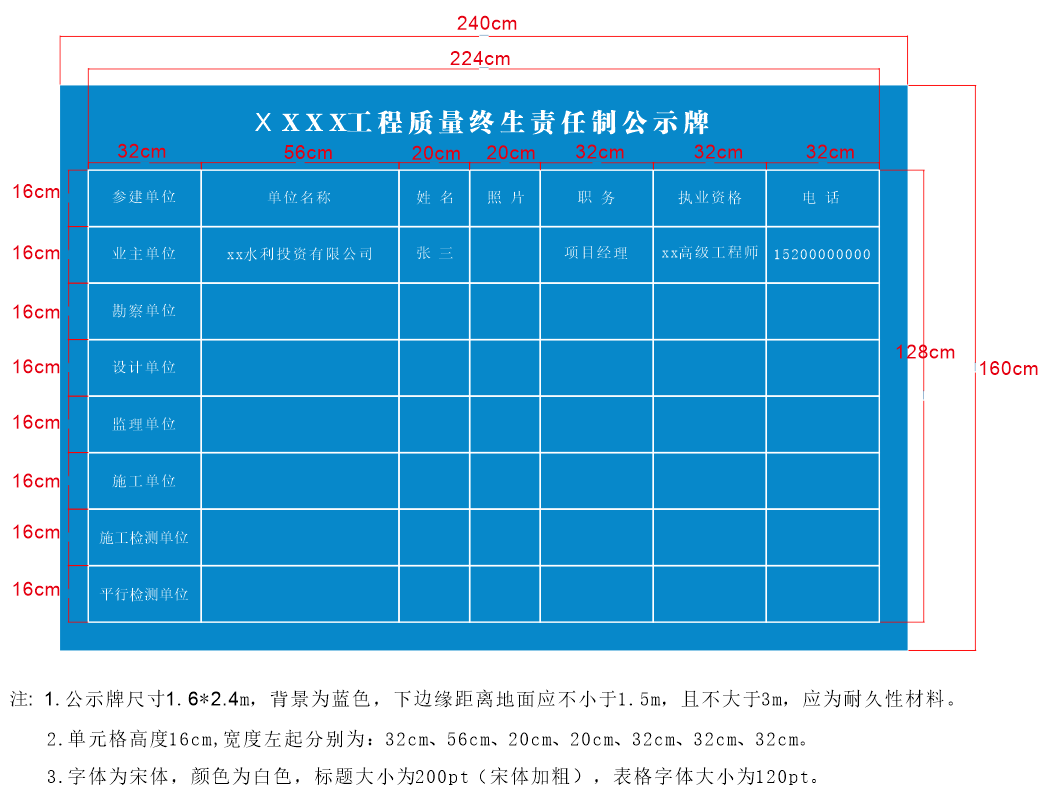 240cm
224cm
XXXX工程质量终生责任制公示牌
32cm 56cm 20cm 20cm 32cm 32cm 32cm
16cm 参建单位 单位名称 姓 名 照 片 职 务 执业资格 电 话
16cm 业主单位 xx水利投资有限公司 张 三 项目经理 xx高级工程师 15200000000
16cm 勘察单位
16cm 设计单位
128cm
160cm
16cm 监理单位
16cm 施工单位
16cm 施工检测单位
16cm 平行检测单位
注: 1.公示牌尺寸1.6*2.4m，背景为蓝色，下边缘距离地面应不小于1.5m，且不大于3m，应为耐久性材料。
2.单元格高度16cm,宽度左起分别为：32cm、56cm、20cm、20cm、32cm、32cm、32cm。
3.字体为宋体，颜色为白色，标题大小为200pt（宋体加粗），表格字体大小为120pt。